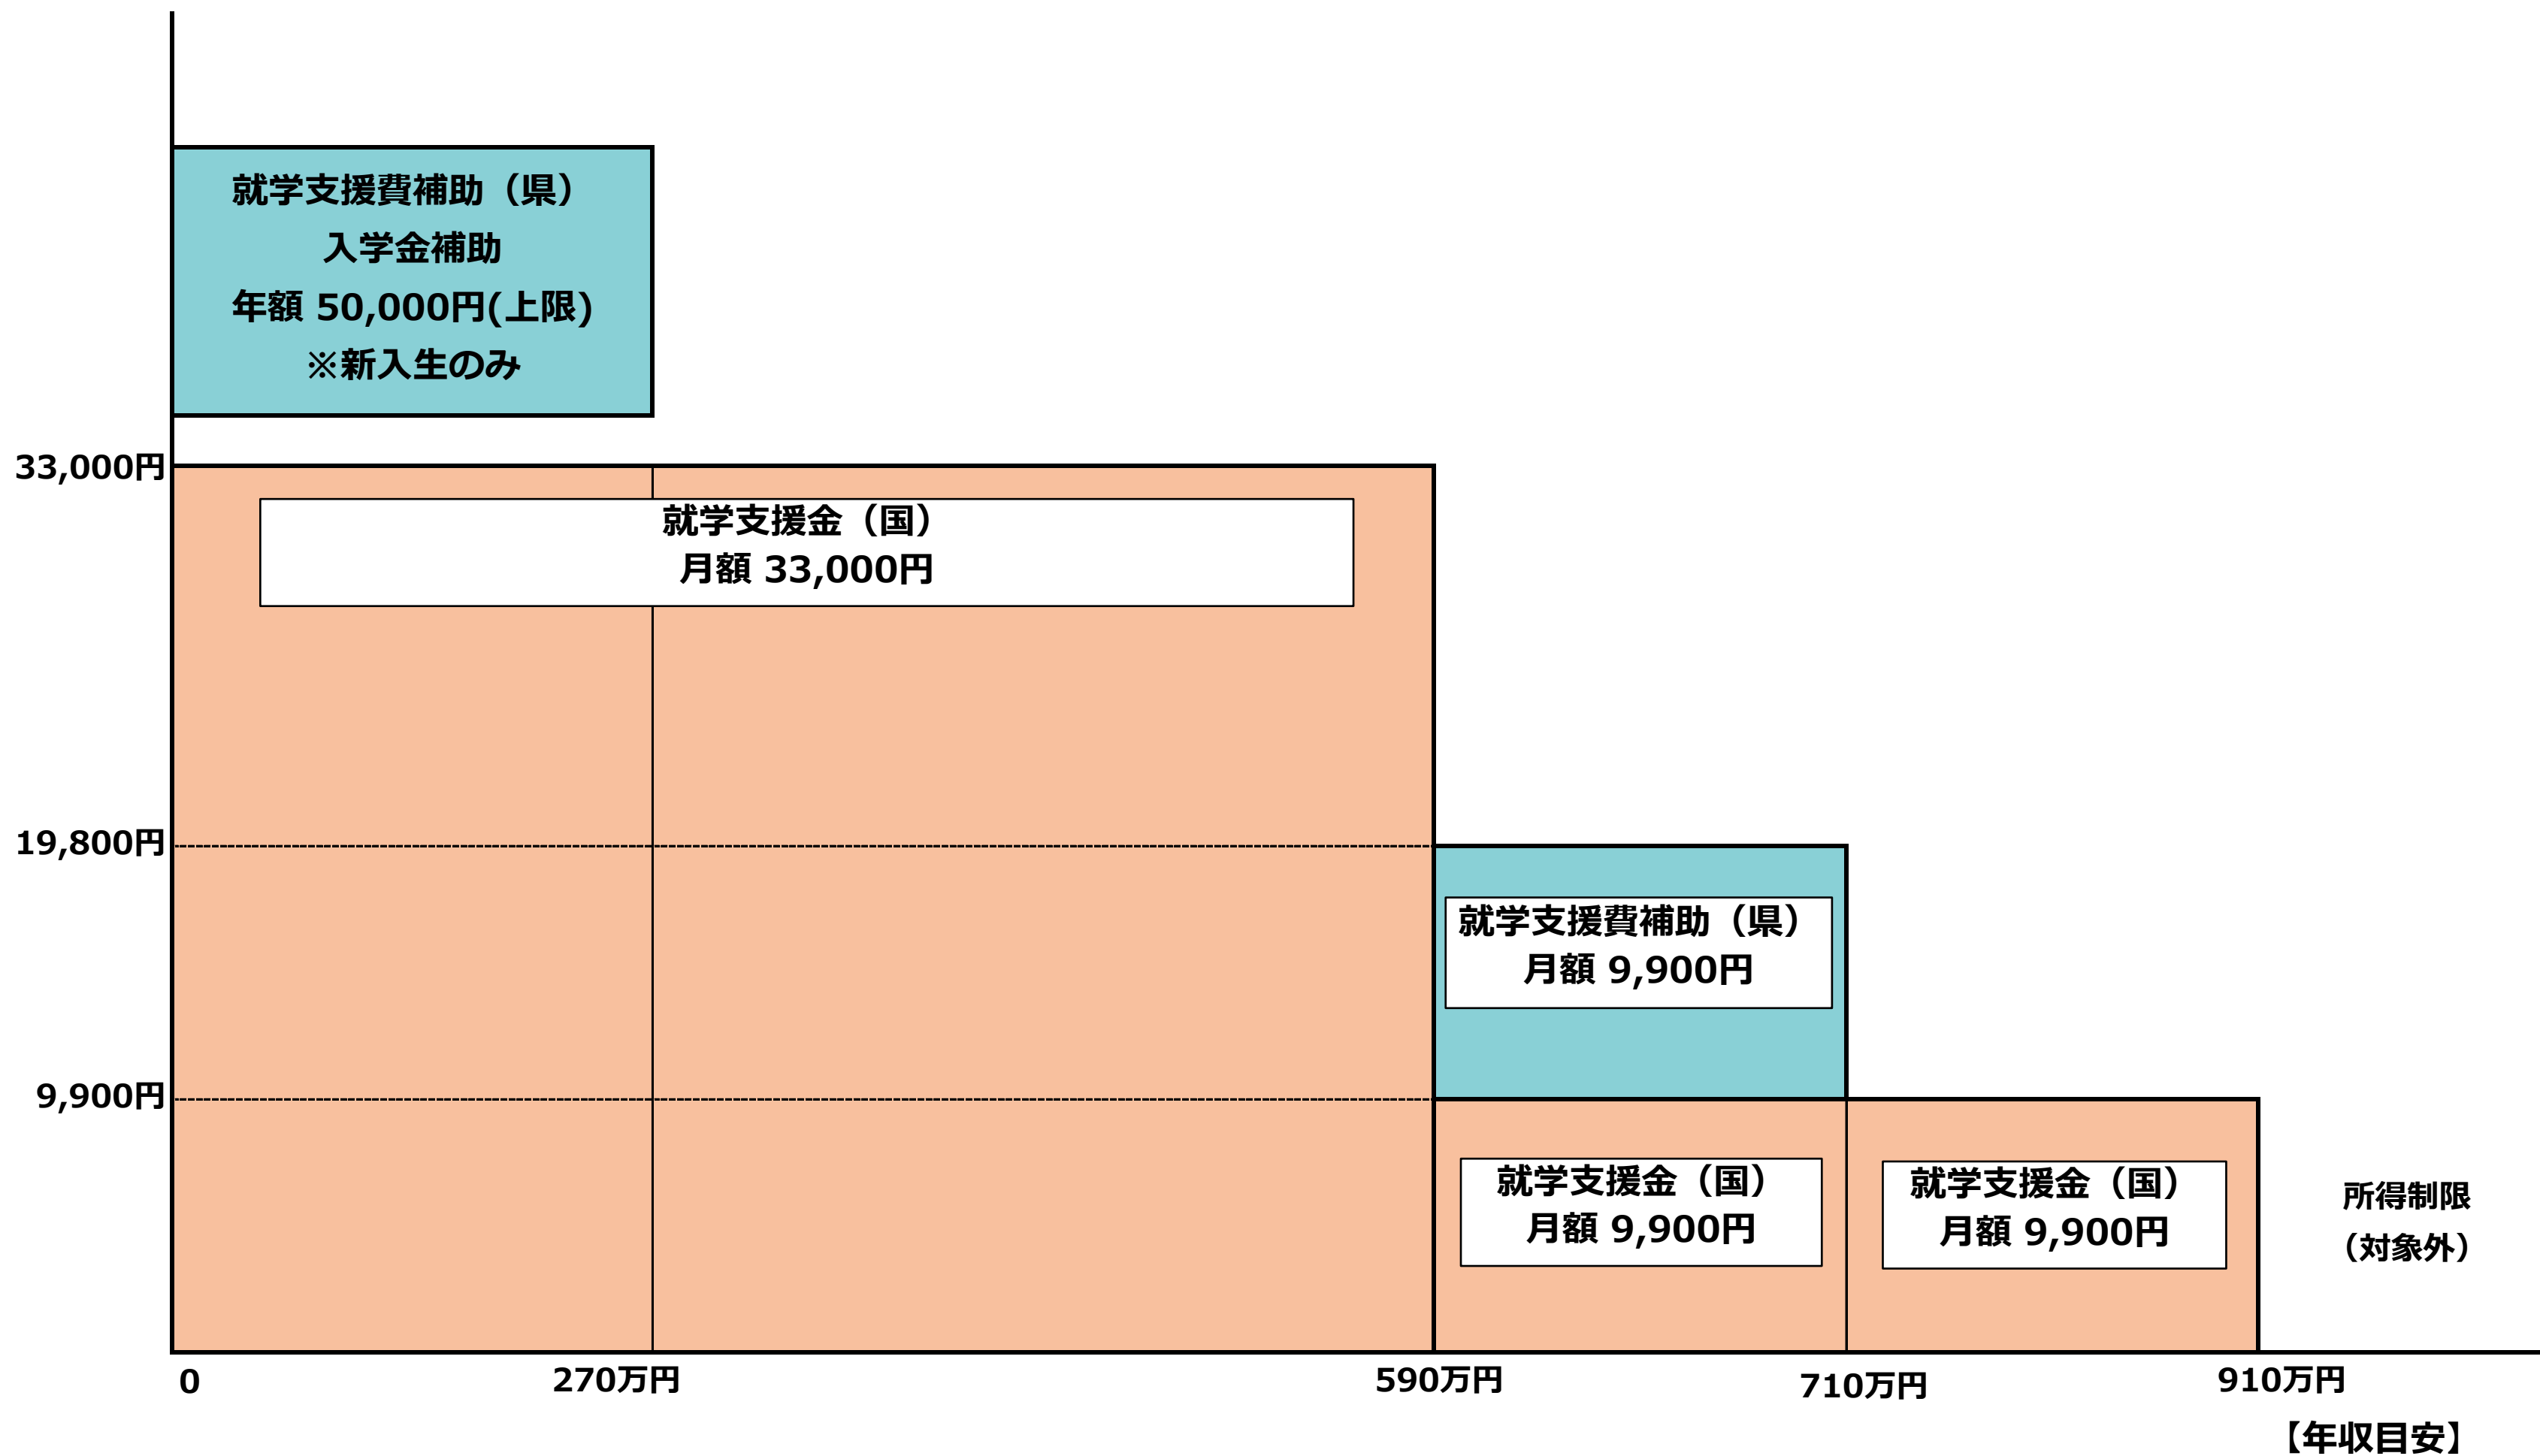 就学支援費補助（県）
入学金補助
年額 50,000円(上限)
※新入生のみ
33,000円
就学支援金（国）
月額 33,000円
19,800円
就学支援費補助（県）
月額 9,900円
9,900円
就学支援金（国）
月額 9,900円
就学支援金（国）
月額 9,900円
所得制限
（対象外）
0
270万円
590万円
710万円
910万円
【年収目安】